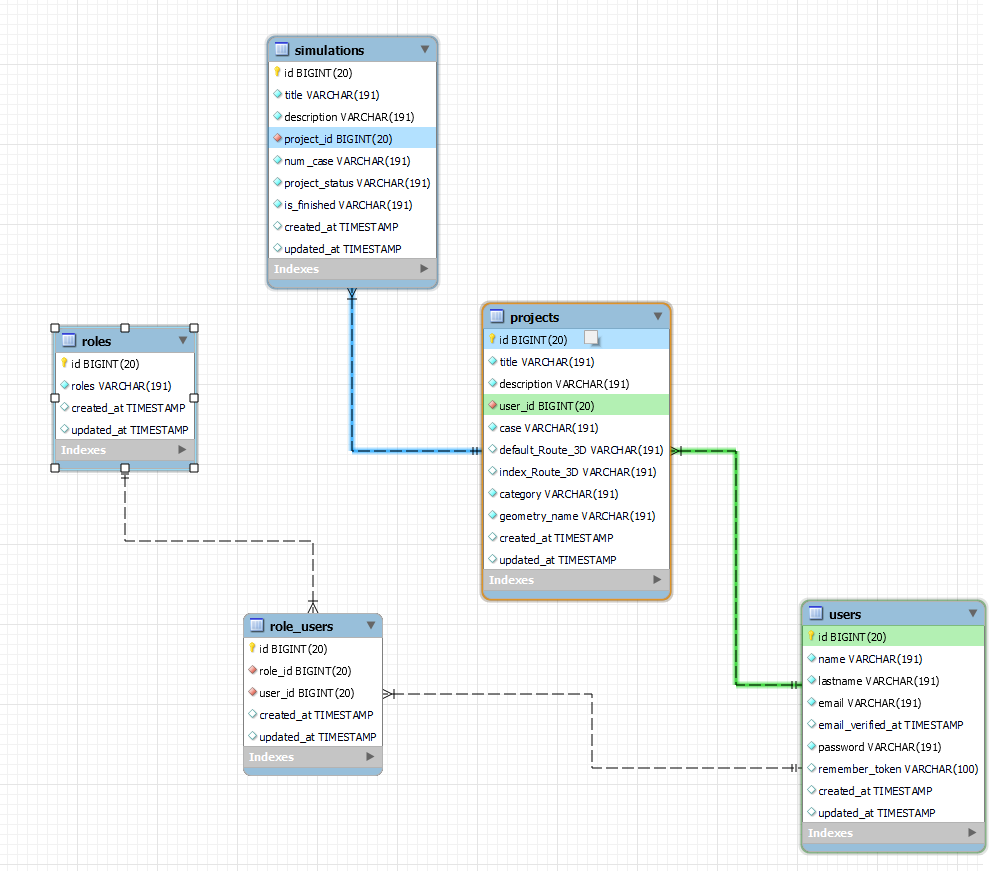 simulations
id BIGINT(20)
title VARCHAR(191)
description VARCHAR(191)
project_id BIGINT(20)
num_case VARCHAR(191)
project_status VARCHAR(191)
is_finished VARCHAR(191)
created_at TIMESTAMP
updated_at TIMESTAMP
Indexes
projects
id BIGINT(20)
title VARCHAR(191)
description VARCHAR(191)
user_id BIGINT(20)
case VARCHAR(191)
default_Route_3D VARCHAR(191)
index_Route_3D VARCHAR(191)
category VARCHAR(191)
geometry_name VARCHAR(191)
created_at TIMESTAMP
updated_at TIMESTAMP
Indexes
roles
id BIGINT(20)
roles VARCHAR(191)
created_at TIMESTAMP
updated_at TIMESTAMP
Indexes
role_users
id BIGINT(20)
role_id BIGINT(20)
user_id BIGINT(20)
created_at TIMESTAMP
updated_at TIMESTAMP
Indexes
users
id BIGINT(20)
name VARCHAR(191)
lastname VARCHAR(191)
email VARCHAR(191)
email_verified_at TIMESTAMP
password VARCHAR(191)
remember_token VARCHAR(100)
created_at TIMESTAMP
updated_at TIMESTAMP
Indexes